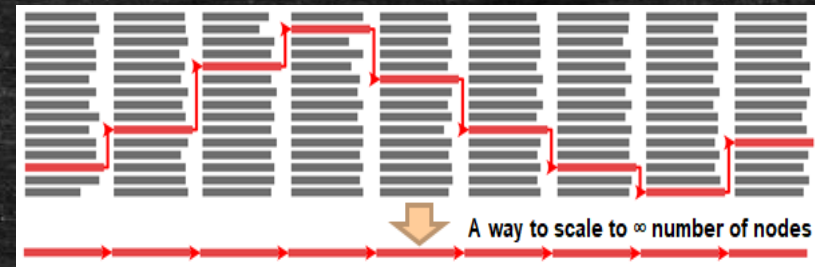 A way to scale to ∞ number of nodes